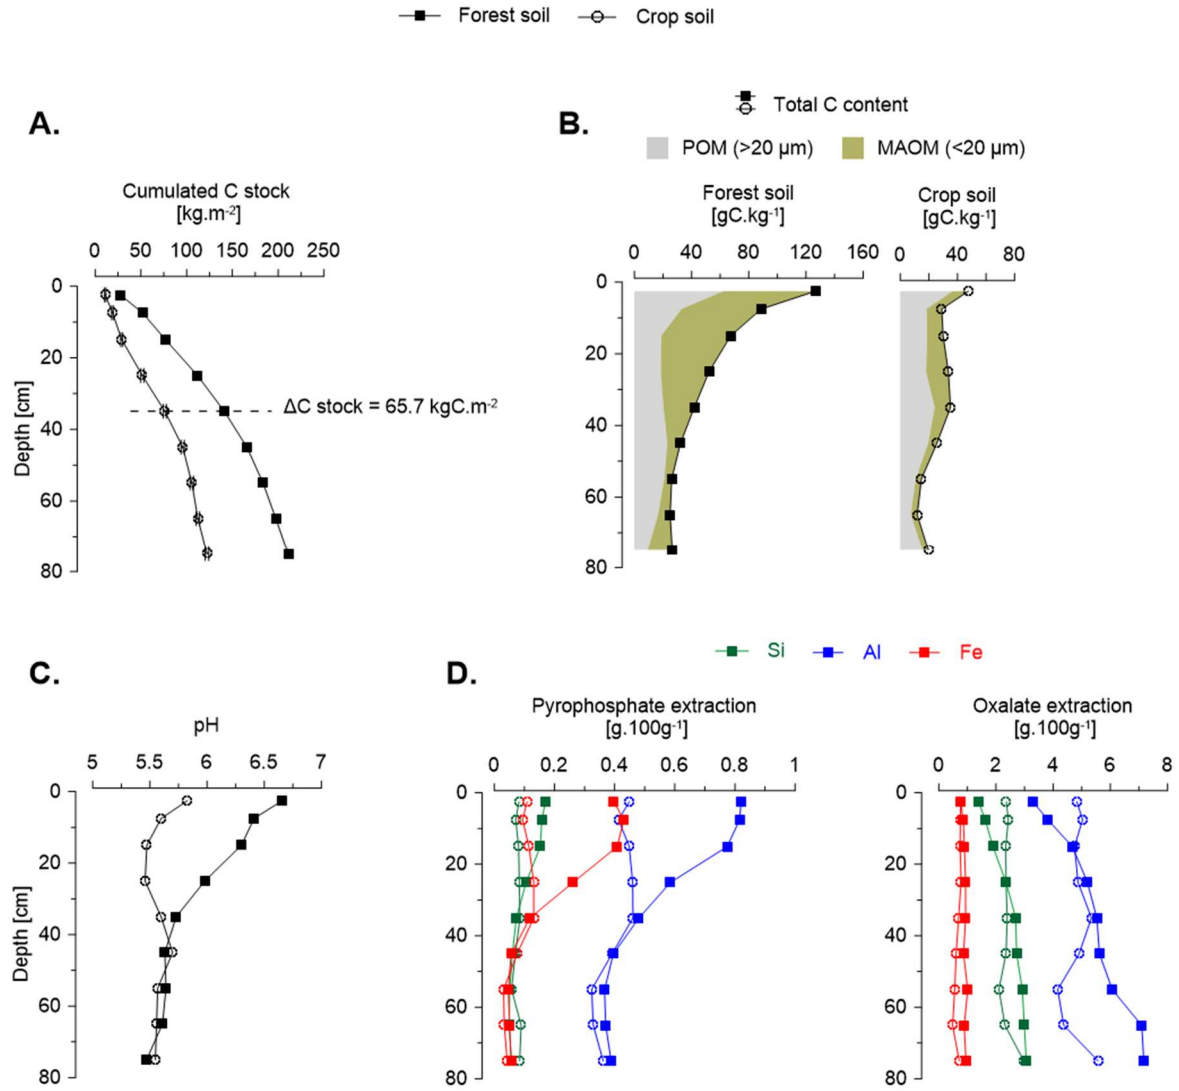 Forest soil Crop soil
A.
B.
Total C content
POM (>20 µm) MAOM (<20 µm)
Cumulated C stock
[kg.m-2]
0 50 100 150 200 250
Depth [cm]
0
20
40
60
80
ΔC stock = 65.7 kgC.m-2
Forest soil
[gC.kg-1]
0 40 80 120 160
0
20
40
60
80
Crop soil
[gC.kg-1]
0 40 80
C.
pH
5 5.5 6 6.5 7
Depth [cm]
0
20
40
60
80
D.
Si Al Fe
Pyrophosphate extraction
[g.100g-1]
0 0.2 0.4 0.6 0.8 1
0
20
40
60
80
Oxalate extraction
[g.100g-1]
0 2 4 6 8
0
20
40
60
80